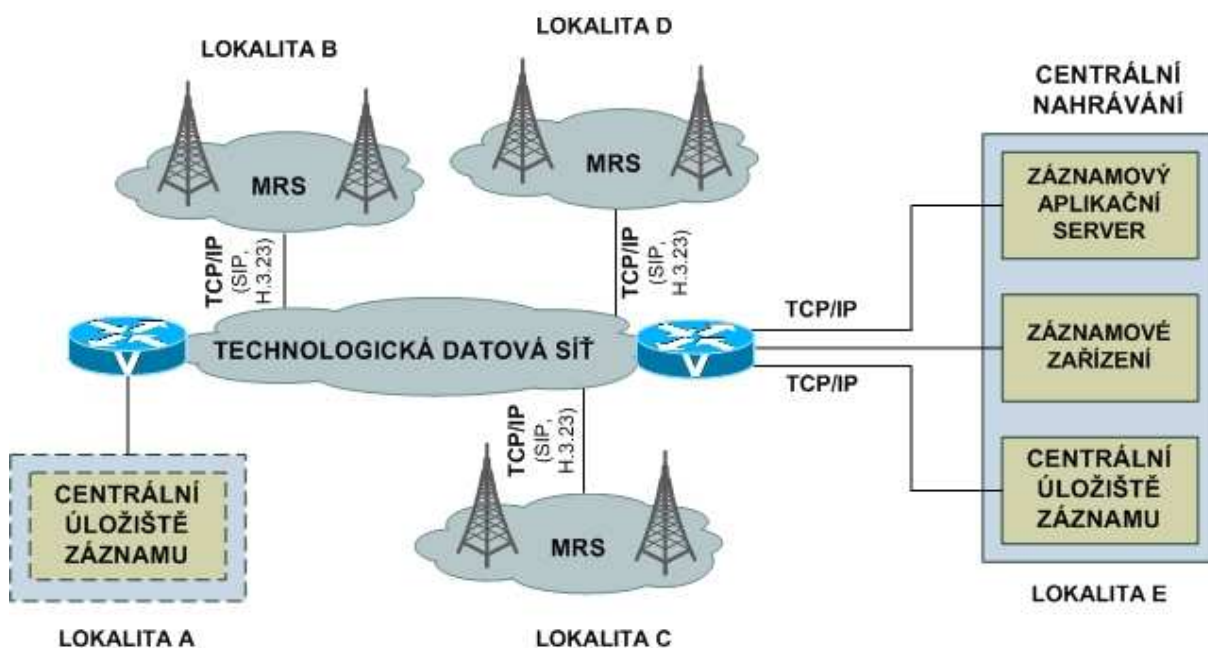 LOKALITA B
LOKALITA D
CENTRÁLNÍ
NAHRÁVÁNÍ
MRS
MRS
ZÁZNAMOVÝ
APLIKAČNÍ
SERVER
TCP/IP
(SIP,
H.3.23)
TCP/IP
(SIP,
H.3.23)
TCP/IP
V
TECHNOLOGICKÁ DATOVÁ SÍŤ
V
ZÁZNAMOVÉ
ZAŘÍZENÍ
TCP/IP
TCP/IP
(SIP,
H.3.23)
CENTRÁLNÍ
ÚLOŽIŠTĚ
ZÁZNAMU
MRS
CENTRÁLNÍ
ÚLOŽIŠTĚ
ZÁZNAMU
LOKALITA E
LOKALITA A
LOKALITA C